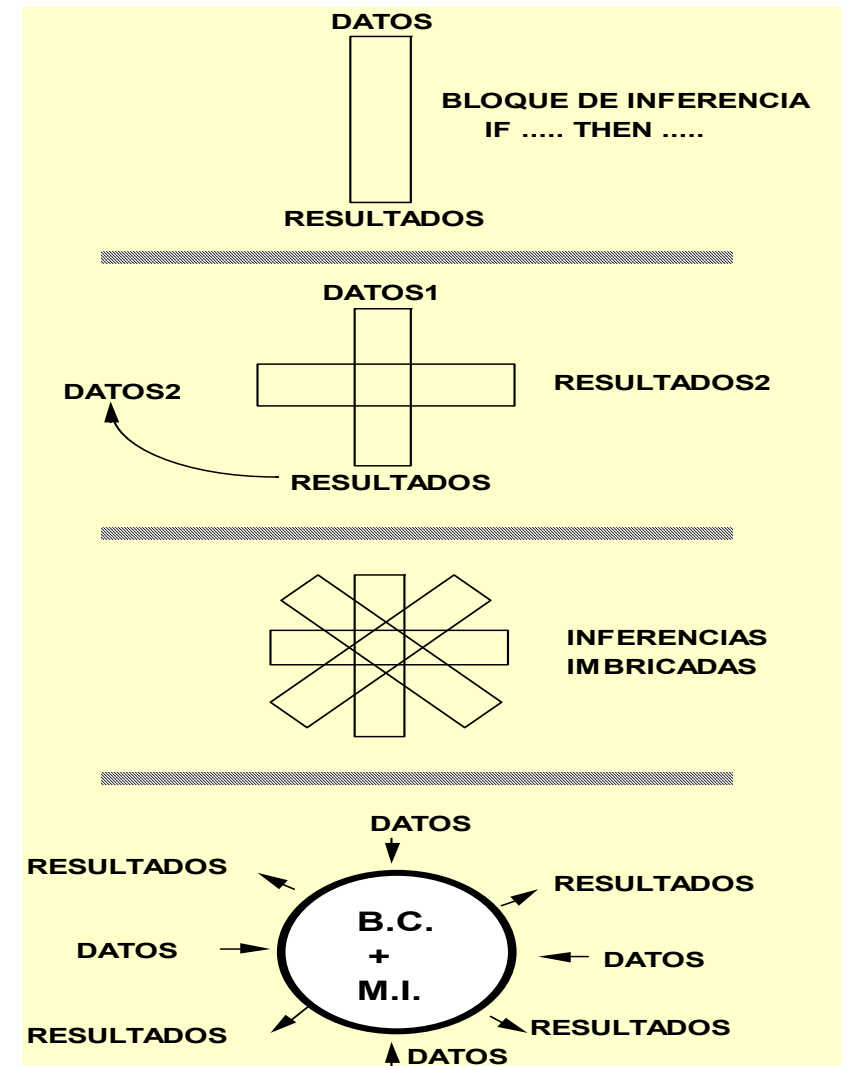 DATOS
BLOQUE DE INFERENCIA
IF ..... THEN .....
RESULTADOS
DATOS1
DATOS2
RESULTADOS2
RESULTADOS
INFERENCIAS
IMBRICADAS
DATOS
RESULTADOS
RESULTADOS
B.C.
+
M.I.
DATOS
DATOS
RESULTADOS
RESULTADOS
DATOS